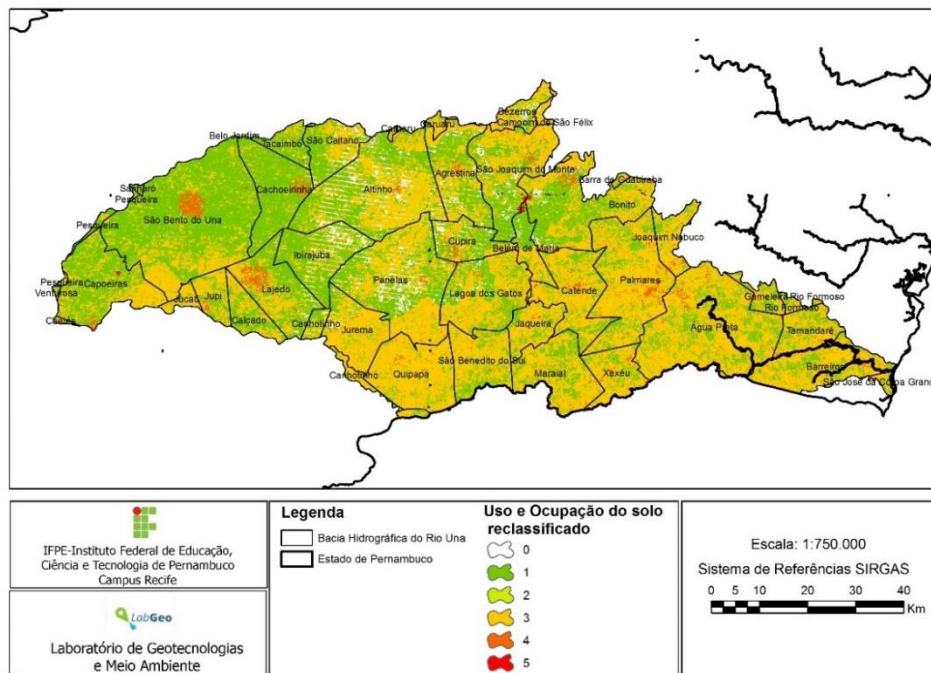 Bezerros
Camocim de São Félix
Caruaru
Caruaru
Belo Jardim
Tacaimbó
São Caitano
São Joaquim do Monte
Agrestina
Barra de Guabiraba
Sanharó
Pesqueira
Cachoeirinha
Altinho
Bonito
São Bento do Una
Pesqueira
Joaquim Nabuco
Cupira
Belém de Maria
Ibirajuba
Pesqueira
Venturosa
Capoeiras
Lajedo
Panelas
Palmares
Catende
Lagoa dos Gatos
Jucati
Jupi
Gameleira
Rio Formoso
Rio Formoso
Caetés
Calçado
Canhotinho
Jurema
Jaqueira
Água Preta
Tamandaré
São Benedito do Sul
Barreiros
Canhotinho
Quipapá
Maraial
Xexéu
São José da Coroa Grande
IFPE-Instituto Federal de Educação,
Ciência e Tecnologia de Pernambuco
Campus Recife
LabGeo
Laboratório de Geotecnologias
e Meio Ambiente
Legenda
Bacia Hidrográfica do Rio Una
Estado de Pernambuco
Uso e Ocupação do solo
reclassificado
0
1
2
3
4
5
Escala: 1:750.000
Sistema de Referências SIRGAS
0 5 10 20 30 40
Km